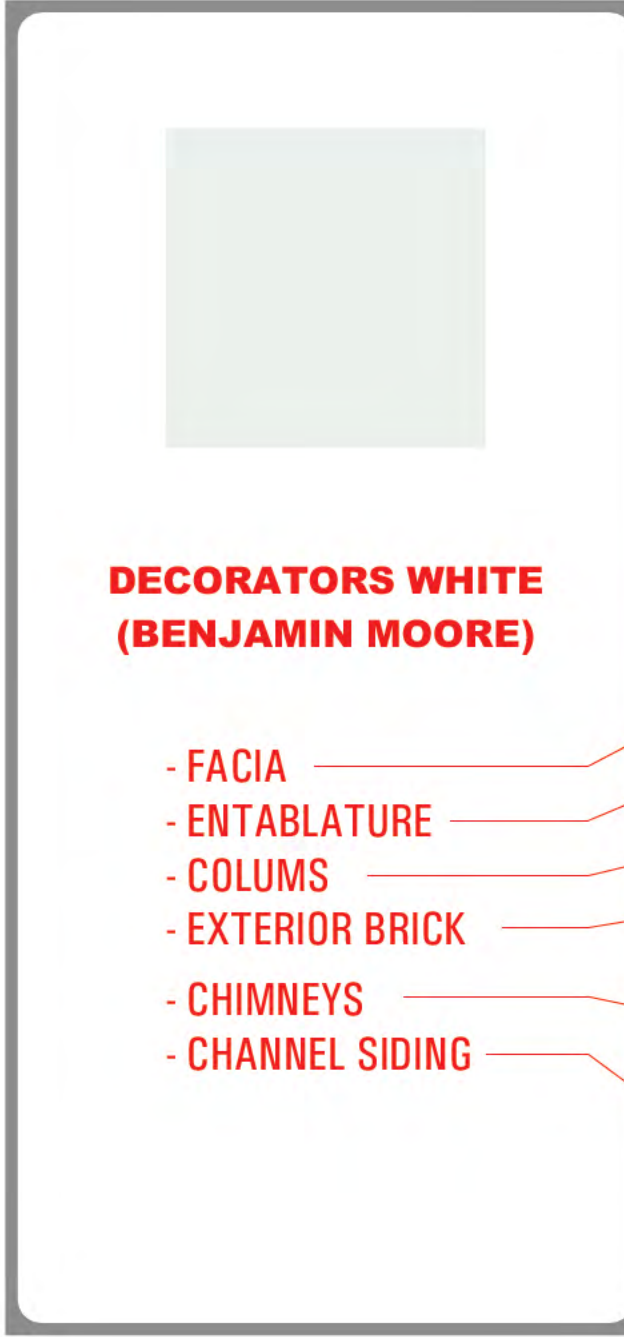 DECORATORS WHITE
(BENJAMIN MOORE)
- FACIA
- ENTABLATURE
- COLUMS
- EXTERIOR BRICK
- CHIMNEYS
- CHANNEL SIDING